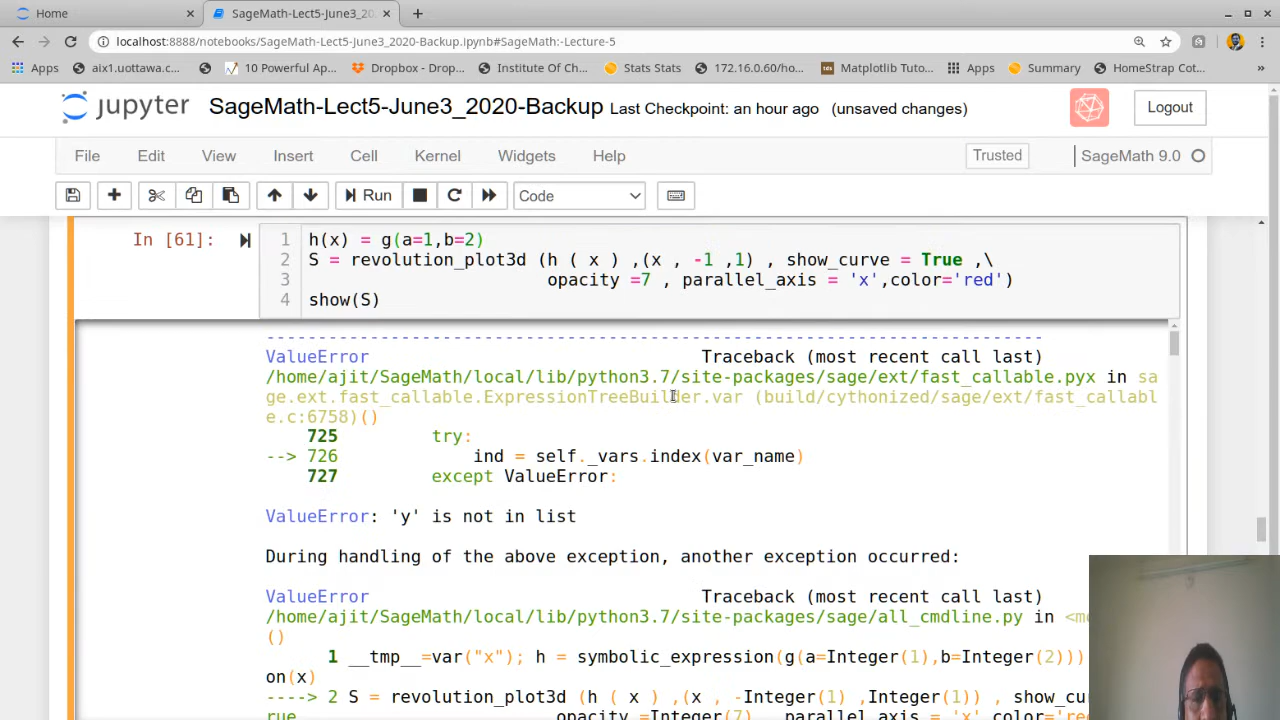 Home
SageMath-Lect5-June3_20
localhost:8888/notebooks/SageMath-Lect5-June3_2020-Backup.ipynb#SageMath:-Lecture-5
Apps aix1.uottawa.c... 10 Powerful Ap... Dropbox - Drop... Institute Of Ch... Stats Stats 172.16.0.60/ho... Matplotlib Tuto... Apps Summary HomeStrap Cot... »
jupyter SageMath-Lect5-June3_2020-Backup Last Checkpoint: an hour ago (unsaved changes) Logout
File Edit View Insert Cell Kernel Widgets Help Trusted SageMath 9.0
Run Code
In [61]: 1 h(x) = g(a=1,b=2)
2 S = revolution_plot3d (h ( x ) ,(x , -1 ,1) , show_curve = True ,\
3 opacity =7 , parallel_axis = 'x',color='red')
4 show(S)
---------------------------------------------------------------------------
ValueError Traceback (most recent call last)
/home/ajit/SageMath/local/lib/python3.7/site-packages/sage/ext/fast_callable.pyx in sa
ge.ext.fast_callable.ExpressionTreeBuilder.var (build/cythonized/sage/ext/fast_callabl
e.c:6758)()
725 try:
--> 726 ind = self._vars.index(var_name)
727 except ValueError:
ValueError: 'y' is not in list
During handling of the above exception, another exception occurred:
ValueError Traceback (most recent call last)
/home/ajit/SageMath/local/lib/python3.7/site-packages/sage/all_cmdline.py in <m
()
1 __tmp__=var("x"); h = symbolic_expression(g(a=Integer(1),b=Integer(2)))
on(x)
----> 2 S = revolution_plot3d (h ( x ) ,(x , -Integer(1) ,Integer(1)) , show_cu
rue opacity =Integer(7) , parallel_axis = 'x',color='red